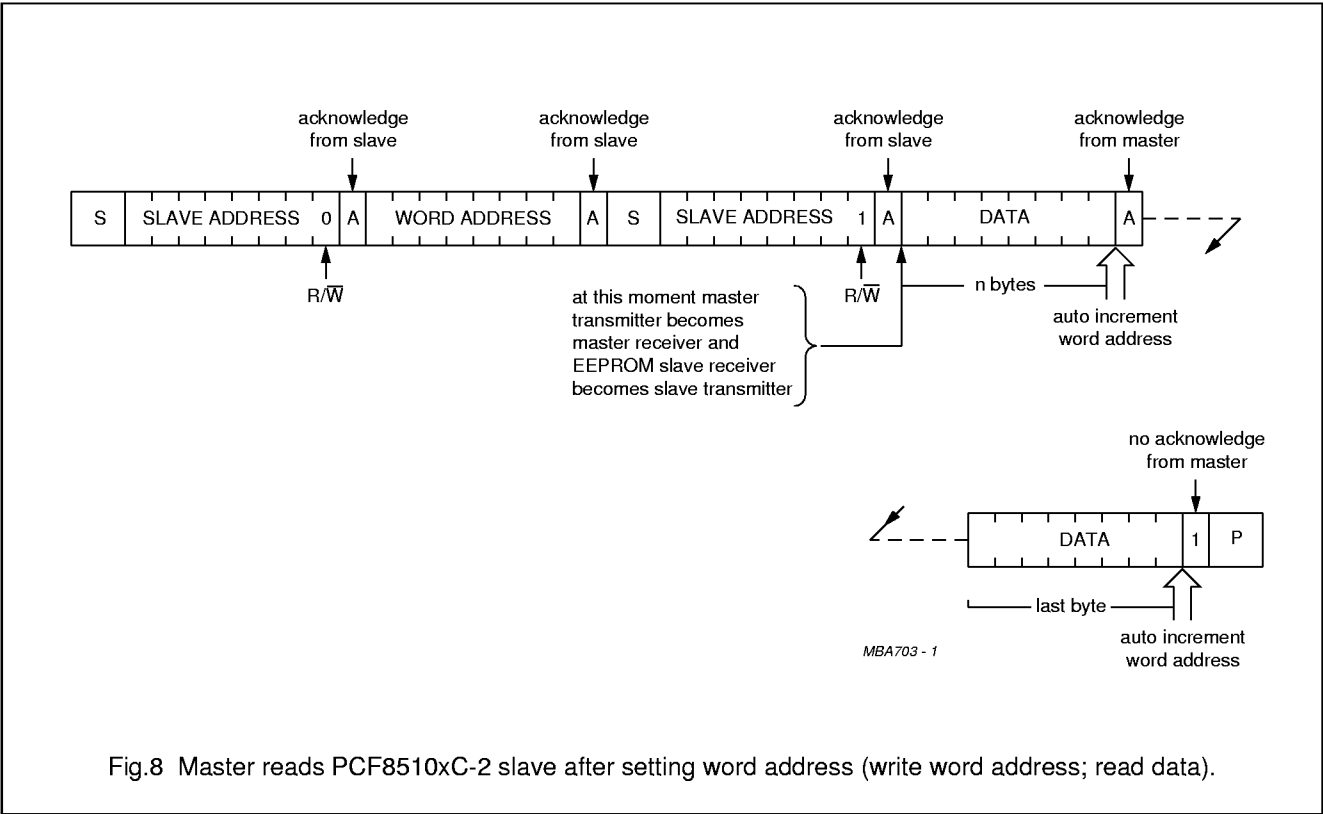 acknowledge
from slave
acknowledge
from slave
acknowledge
from slave
acknowledge
from master
S SLAVE ADDRESS 0 A WORD ADDRESS A S SLAVE ADDRESS 1 A DATA A
R/W̅
R/W̅
n bytes
at this moment master
transmitter becomes
master receiver and
EEPROM slave receiver
becomes slave transmitter
auto increment
word address
no acknowledge
from master
DATA 1 P
last byte
auto increment
word address
MBA703 - 1
Fig.8 Master reads PCF8510xC-2 slave after setting word address (write word address; read data).